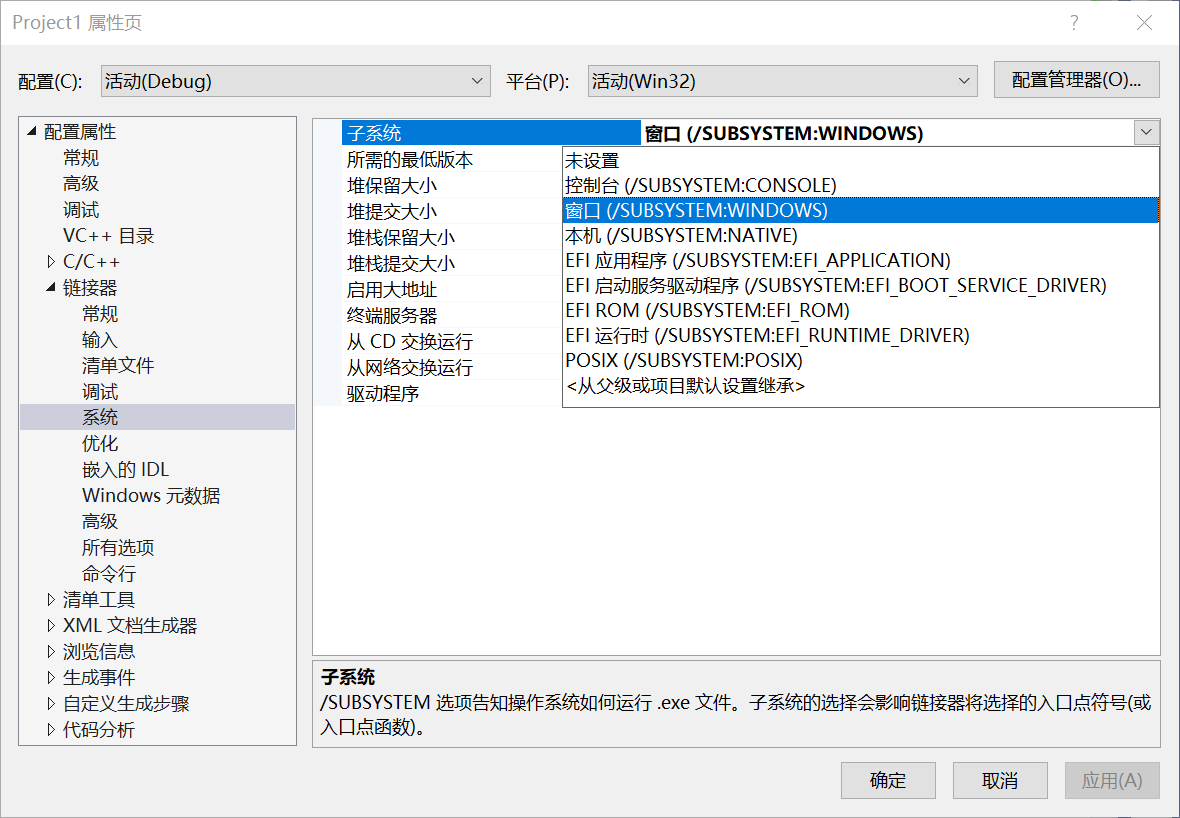 Project1 属性页
?
配置(C):
活动(Debug)
平台(P):
活动(Win32)
配置管理器(O)...
配置属性
常规
高级
调试
VC++ 目录
C/C++
链接器
常规
输入
清单文件
调试
系统
优化
嵌入的 IDL
Windows 元数据
高级
所有选项
命令行
清单工具
XML 文档生成器
浏览信息
生成事件
自定义生成步骤
代码分析
子系统
窗口 (/SUBSYSTEM:WINDOWS)
所需的最低版本
堆保留大小
堆提交大小
堆栈保留大小
堆栈提交大小
启用大地址
终端服务器
从 CD 交换运行
从网络交换运行
驱动程序
未设置
控制台 (/SUBSYSTEM:CONSOLE)
窗口 (/SUBSYSTEM:WINDOWS)
本机 (/SUBSYSTEM:NATIVE)
EFI 应用程序 (/SUBSYSTEM:EFI_APPLICATION)
EFI 启动服务驱动程序 (/SUBSYSTEM:EFI_BOOT_SERVICE_DRIVER)
EFI ROM (/SUBSYSTEM:EFI_ROM)
EFI 运行时 (/SUBSYSTEM:EFI_RUNTIME_DRIVER)
POSIX (/SUBSYSTEM:POSIX)
<从父级或项目默认设置继承>
子系统
/SUBSYSTEM 选项告知操作系统如何运行 .exe 文件。子系统的选择会影响链接器将选择的入口点符号(或
入口点函数)。
确定
取消
应用(A)